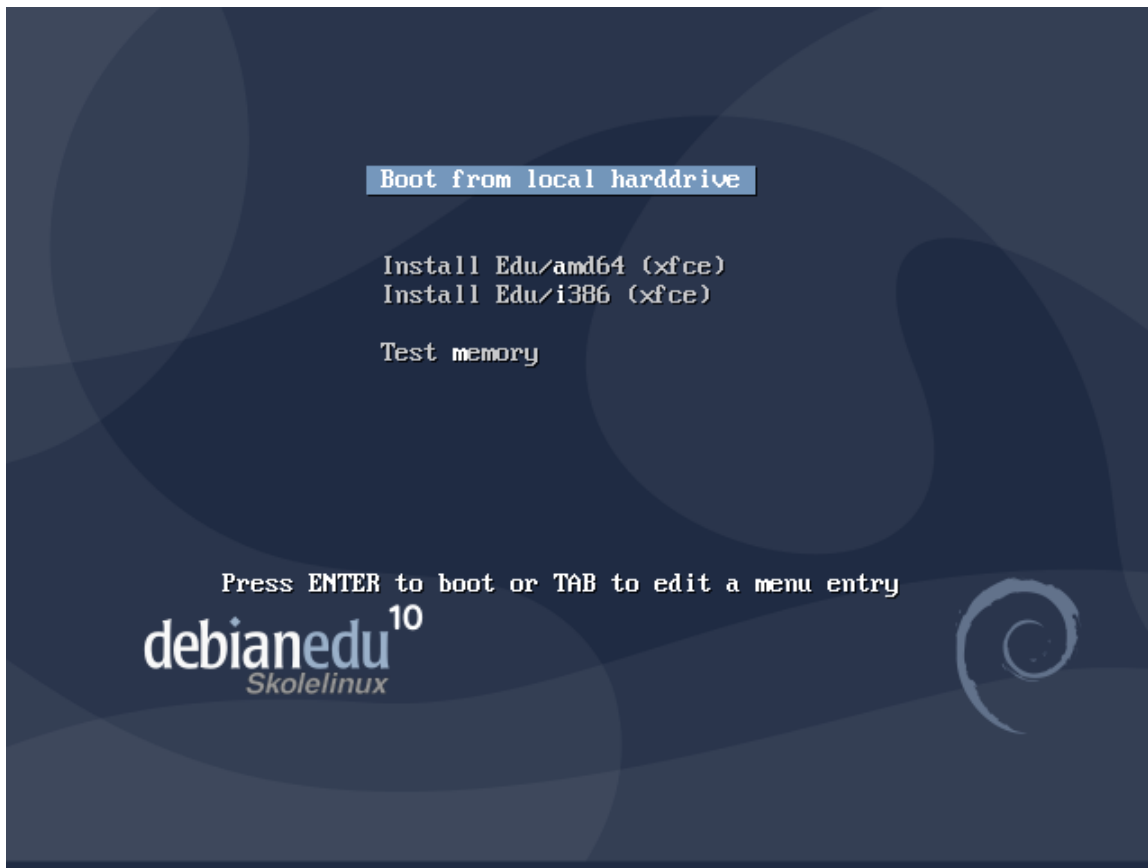 Boot from local harddrive
Install Edu/amd64 (xfce)
Install Edu/i386 (xfce)
Test memory
Press ENTER to boot or TAB to edit a menu entry
debianedu 10
Skolelinux